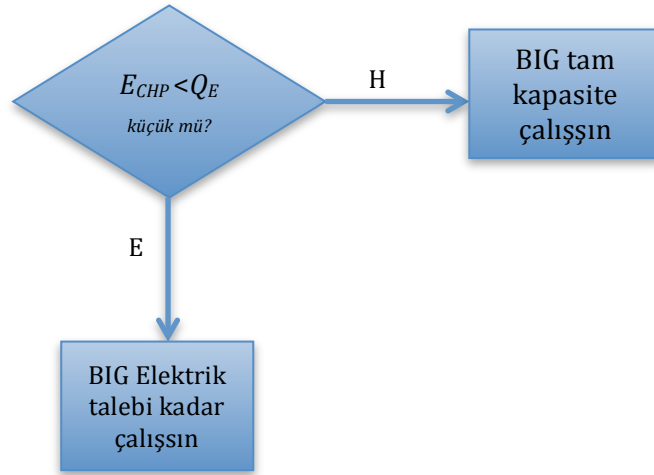 E_CHP<Q_E
küçük mü?
H
BIG tam
kapasite
çalışşın
E
BIG Elektrik
talebi kadar
çalışsın